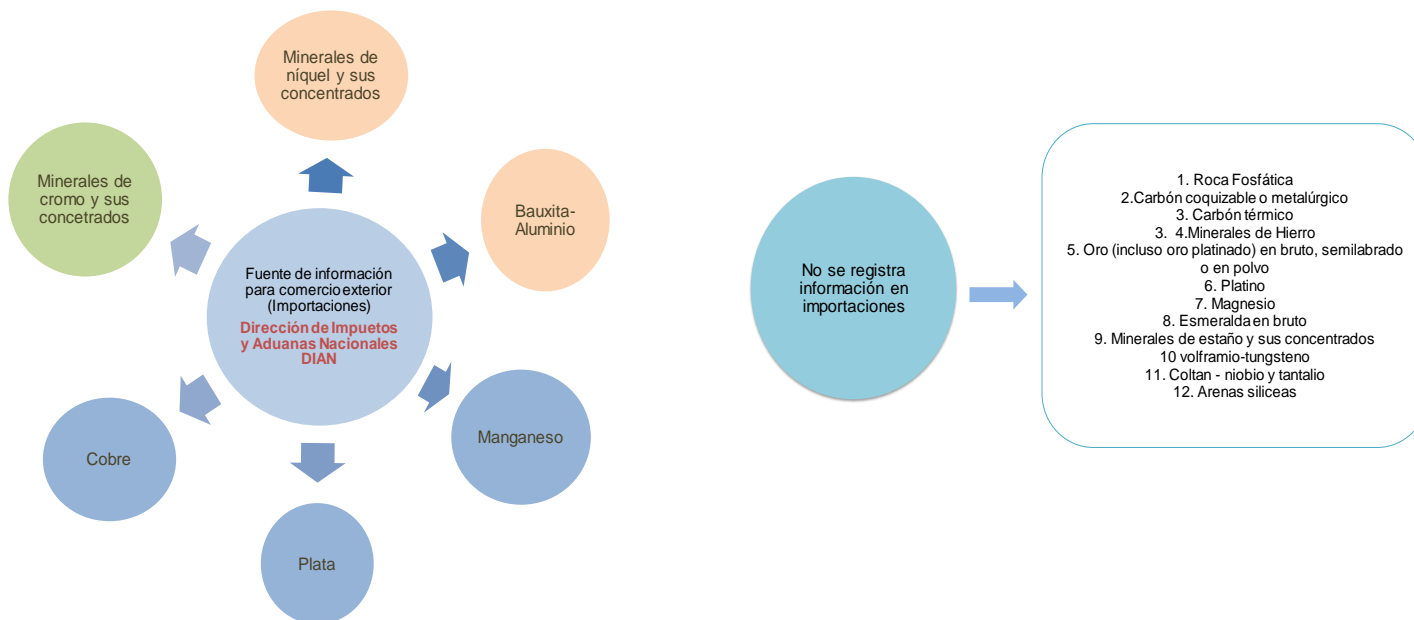 Minerales de
níquel y sus
concentrados
Minerales de
cromo y sus
concetrados
Bauxita-
Aluminio
Fuente de información
para comercio exterior
(Importaciones)
Dirección de Impuetos
y Aduanas Nacionales
DIAN
Cobre
Manganeso
Plata
No se registra
información en
importaciones
1. Roca Fosfática
2.Carbón coquizable o metalúrgico
3. Carbón térmico
3. 4.Minerales de Hierro
5. Oro (incluso oro platinado) en bruto, semilabrado
o en polvo
6. Platino
7. Magnesio
8. Esmeralda en bruto
9. Minerales de estaño y sus concentrados
10 volframio-tungsteno
11. Coltan - niobio y tantalio
12. Arenas siliceas